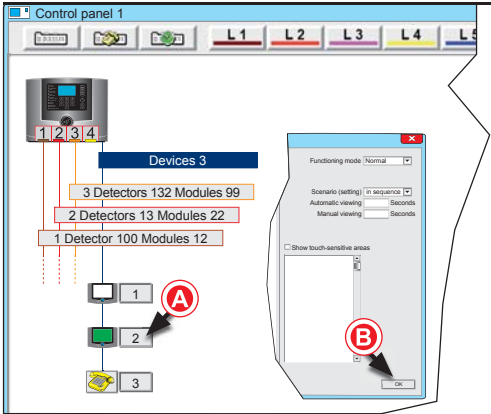 Control panel 1
L 1 L 2 L 3 L 4 L 5
1 2 3 4
Devices 3
3 Detectors 132 Modules 99
2 Detectors 13 Modules 22
1 Detector 100 Modules 12
1
A
2
3
Functioning mode Normal
Scenario (setting) in sequence
Automatic viewing Seconds
Manual viewing Seconds
Show touch-sensitive areas
B
OK